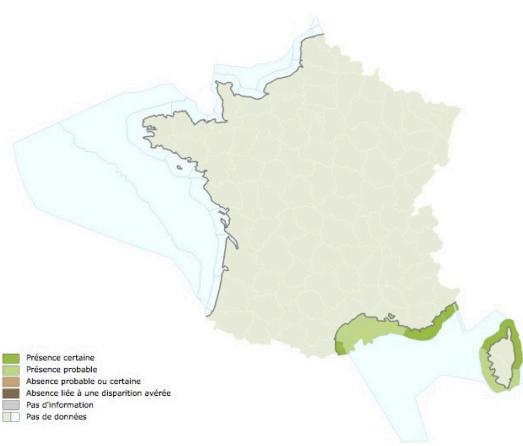 Présence certaine
Présence probable
Absence probable ou certaine
Absence liée à une disparition avérée
Pas d'information
Pas de données